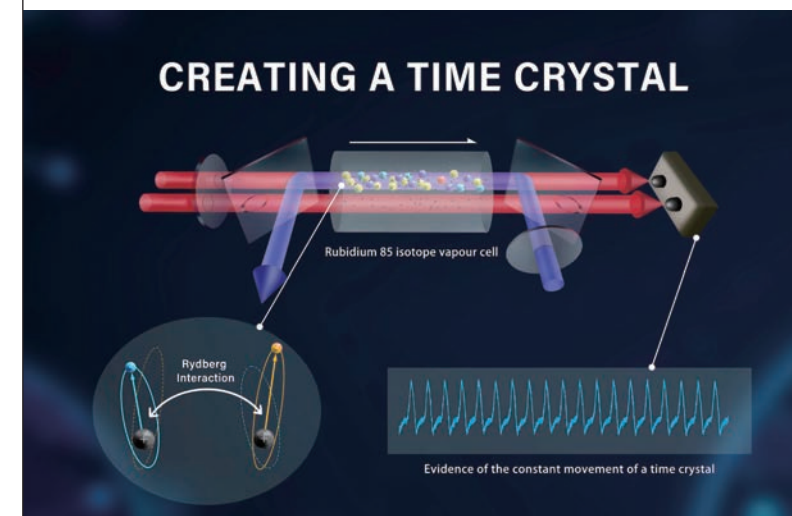 CREATING A TIME CRYSTAL
Rubidium 85 isotope vapour cell
Rydberg
Interaction
Evidence of the constant movement of a time crystal